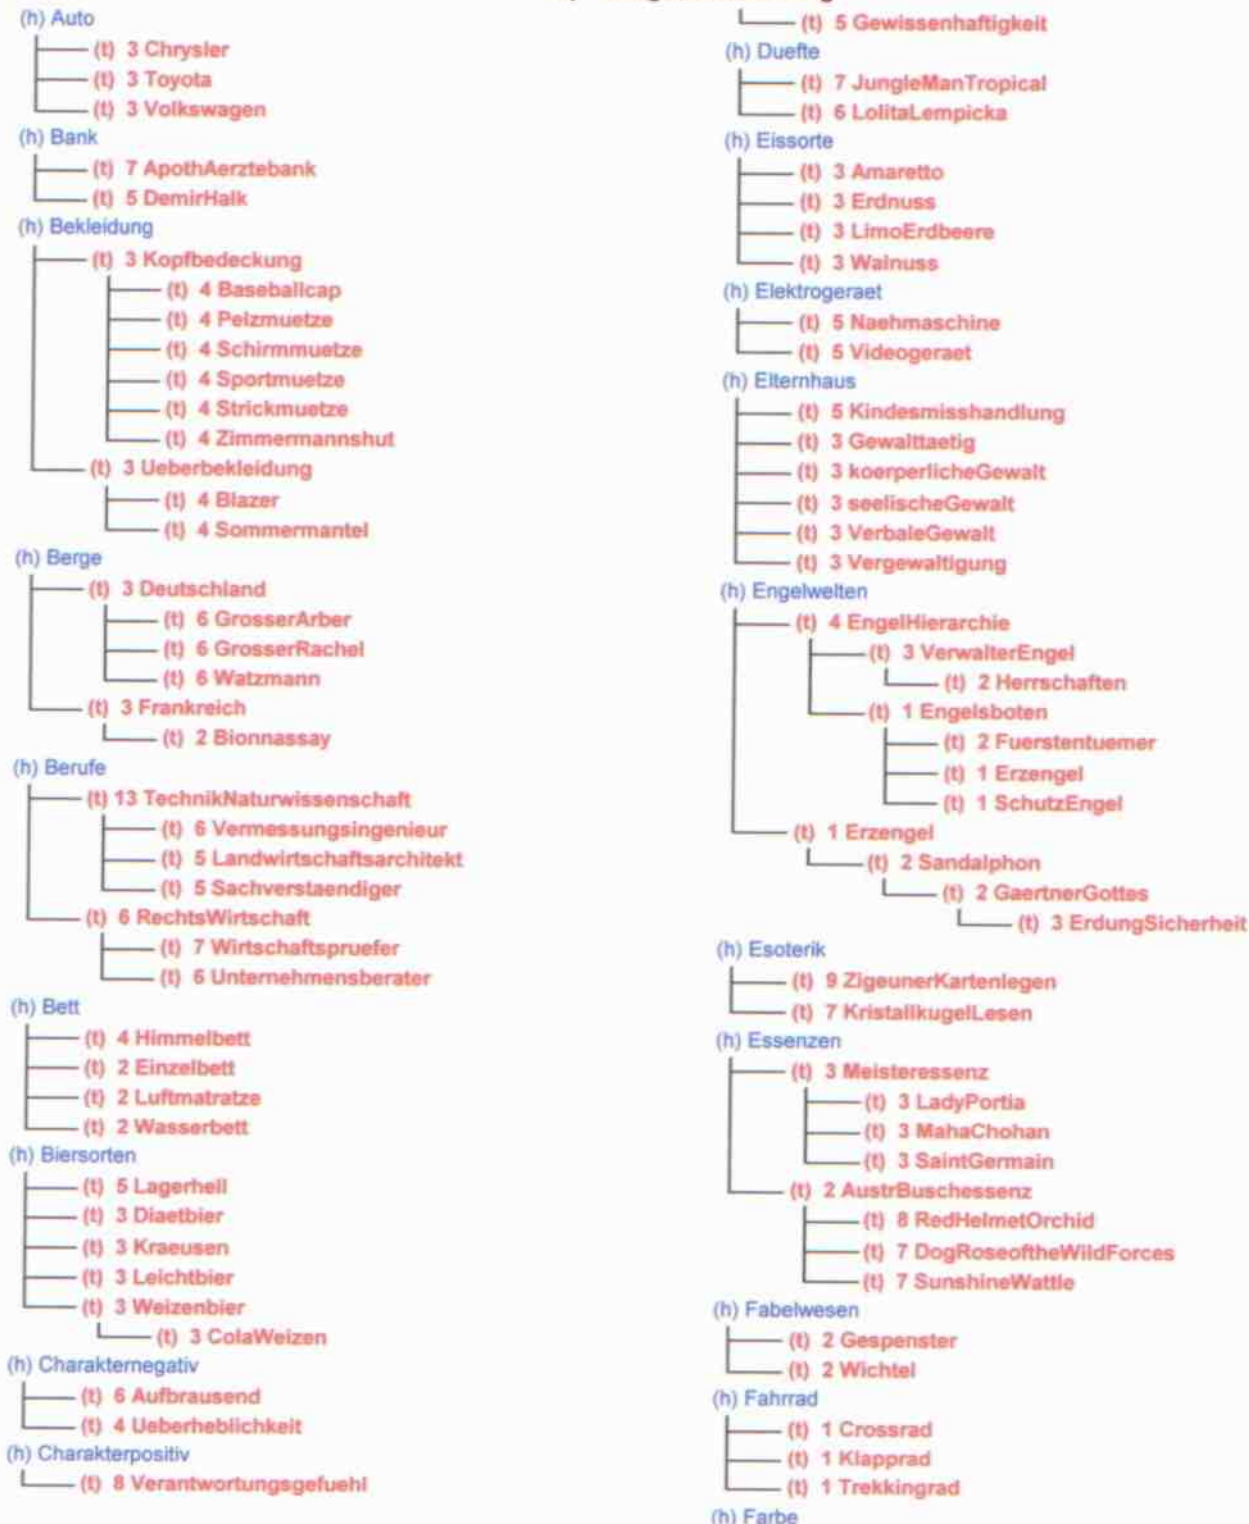 (h) Auto
(t) 3 Chrysler
(t) 3 Toyota
(t) 3 Volkswagen
(h) Bank
(t) 7 ApothAerztebank
(t) 5 DemirHalk
(h) Bekleidung
(t) 3 Kopfbedeckung
(t) 4 Baseballcap
(t) 4 Pelzmuetze
(t) 4 Schirmmuetze
(t) 4 Sportmuetze
(t) 4 Strickmuetze
(t) 4 Zimmermannshut
(t) 3 Ueberbekleidung
(t) 4 Blazer
(t) 4 Sommermantel
(h) Berge
(t) 3 Deutschland
(t) 6 GrosserArber
(t) 6 GrosserRachel
(t) 6 Watzmann
(t) 3 Frankreich
(t) 2 Bionnassay
(h) Berufe
(t) 13 TechnikNaturwissenschaft
(t) 6 Vermessungsingenieur
(t) 5 Landwirtschaftsarchitekt
(t) 5 Sachverstaendiger
(t) 6 RechtsWirtschaft
(t) 7 Wirtschaftspruefer
(t) 6 Unternehmensberater
(h) Bett
(t) 4 Himmelbett
(t) 2 Einzelbett
(t) 2 Luftmatratze
(t) 2 Wasserbett
(h) Biersorten
(t) 5 Lagerhell
(t) 3 Diaetbier
(t) 3 Kraeusen
(t) 3 Leichtbier
(t) 3 Weizenbier
(t) 3 ColaWeizen
(h) Charakternegativ
(t) 6 Aufbrausend
(t) 4 Ueberheblichkeit
(h) Charakterpositiv
(t) 8 Verantwortungsgefuehl
(t) 5 Gewissenhaftigkeit
(h) Duefte
(t) 7 JungleManTropical
(t) 6 LolitaLempicka
(h) Eissorte
(t) 3 Amaretto
(t) 3 Erdnuss
(t) 3 LimoErdbeere
(t) 3 Walnuss
(h) Elektrogeraet
(t) 5 Naehmaschine
(t) 5 Videogeraet
(h) Elternhaus
(t) 5 Kindesmisshandlung
(t) 3 Gewalttaetig
(t) 3 koerperlicheGewalt
(t) 3 seelischeGewalt
(t) 3 VerbaleGewalt
(t) 3 Vergewaltigung
(h) Engelwelten
(t) 4 EngelHierarchie
(t) 3 VerwalterEngel
(t) 2 Herrschaften
(t) 1 Engelsboten
(t) 2 Fuerstentuemer
(t) 1 Erzengel
(t) 1 SchutzEngel
(t) 1 Erzengel
(t) 2 Sandalphon
(t) 2 GaertnerGottes
(t) 3 ErdungSicherheit
(h) Esoterik
(t) 9 ZigeunerKartenlegen
(t) 7 KristallkugelLesen
(h) Essenzen
(t) 3 Meisteressenz
(t) 3 LadyPortia
(t) 3 MahaChohan
(t) 3 SaintGermain
(t) 2 AustrBuschessenz
(t) 8 RedHelmetOrchid
(t) 7 DogRoseoftheWildForces
(t) 7 SunshineWattle
(h) Fabelwesen
(t) 2 Gespenster
(t) 2 Wichtel
(h) Fahrrad
(t) 1 Crossrad
(t) 1 Klapprad
(t) 1 Trekkingrad
(h) Farbe